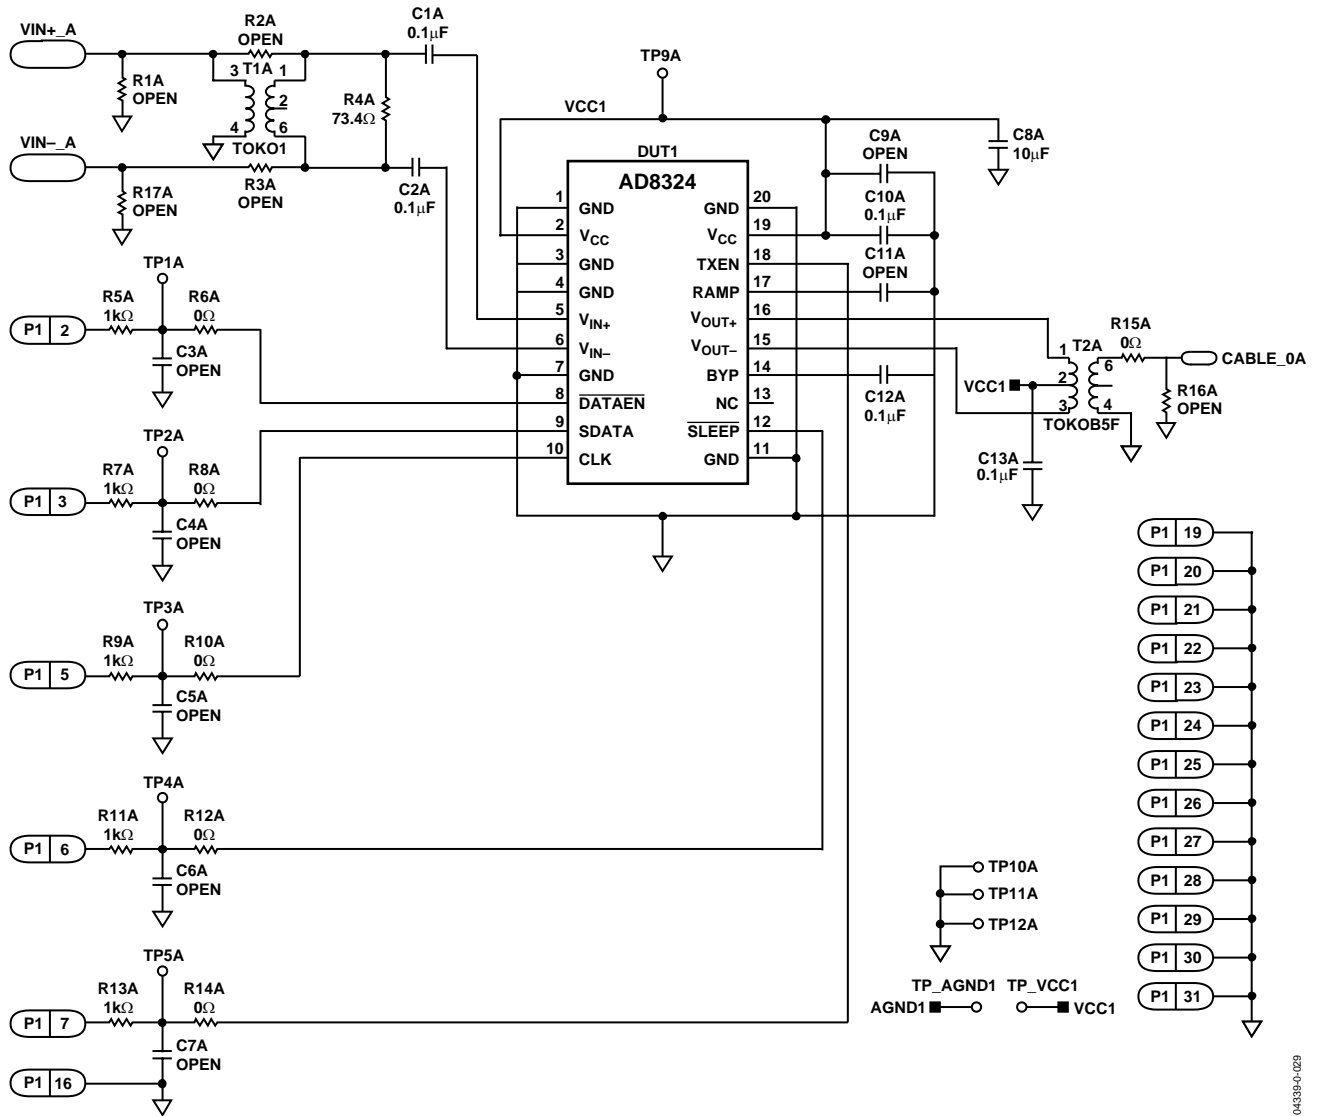 VIN+_A
R2A
OPEN
C1A
0.1µF
R1A
OPEN
3 T1A 1
2
4 6
TOKO1
R4A
73.4Ω
VIN–_A
R17A
OPEN
R3A
OPEN
C2A
0.1µF
TP9A
VCC1
C9A
OPEN
C8A
10µF
C10A
0.1µF
C11A
OPEN
DUT1
AD8324
1 GND
2 VCC
3 GND
4 GND
5 VIN+
6 VIN–
7 GND
8 DATAEN
9 SDATA
10 CLK
GND 20
VCC 19
TXEN 18
RAMP 17
VOUT+ 16
VOUT– 15
BYP 14
NC 13
SLEEP 12
GND 11
C12A
0.1µF
VCC1
1 T2A 6
2
3 4
TOKOB5F
R15A
0Ω
CABLE_0A
R16A
OPEN
C13A
0.1µF
TP1A
R5A
1kΩ
R6A
0Ω
P1 2
C3A
OPEN
TP2A
R7A
1kΩ
R8A
0Ω
P1 3
C4A
OPEN
TP3A
R9A
1kΩ
R10A
0Ω
P1 5
C5A
OPEN
TP4A
R11A
1kΩ
R12A
0Ω
P1 6
C6A
OPEN
TP5A
R13A
1kΩ
R14A
0Ω
P1 7
C7A
OPEN
P1 16
P1 19
P1 20
P1 21
P1 22
P1 23
P1 24
P1 25
P1 26
P1 27
P1 28
P1 29
P1 30
P1 31
TP10A
TP11A
TP12A
TP_AGND1 TP_VCC1
AGND1 VCC1
04339-0-029